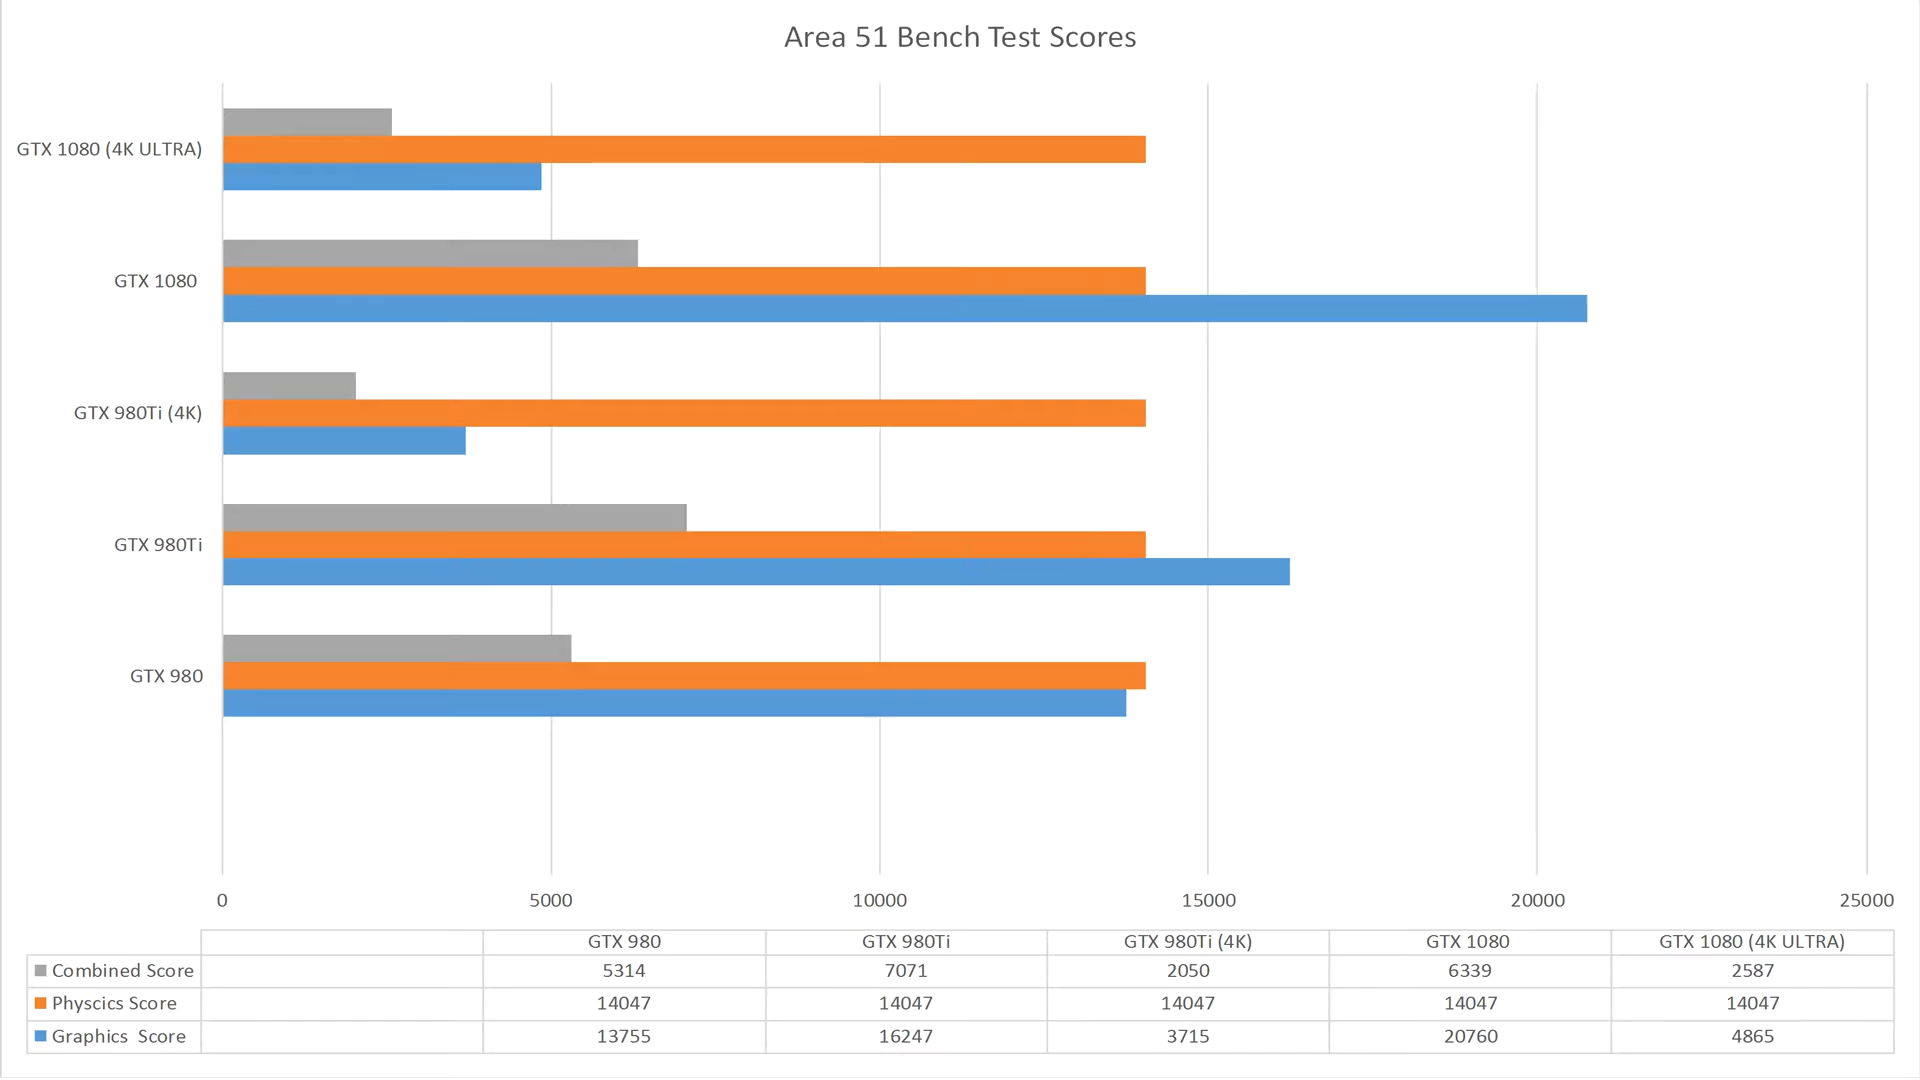 Area 51 Bench Test Scores
GTX 1080 (4K ULTRA)
GTX 1080
GTX 980Ti (4K)
GTX 980Ti
GTX 980
0 5000 10000 15000 20000 25000
GTX 980 GTX 980Ti GTX 980Ti (4K) GTX 1080 GTX 1080 (4K ULTRA)
Combined Score 5314 7071 2050 6339 2587
Physcics Score 14047 14047 14047 14047 14047
Graphics Score 13755 16247 3715 20760 4865